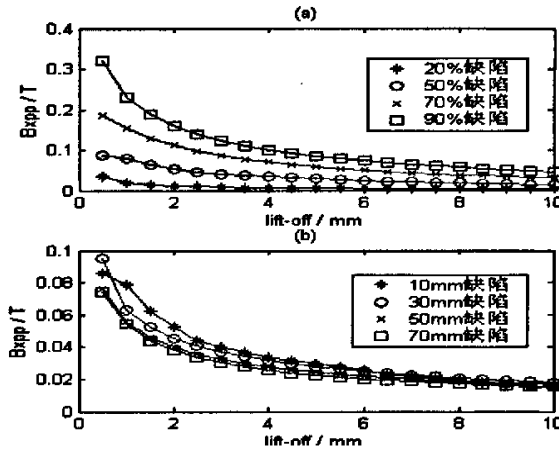 (a)
0.4
0.3
0.2
0.1
0
Bxpp/T
20%缺陷
50%缺陷
70%缺陷
90%缺陷
0 2 4 6 8 10
lift-off / mm
(b)
0.1
0.08
0.06
0.04
0.02
0
Bxpp/T
10mm缺陷
30mm缺陷
50mm缺陷
70mm缺陷
0 2 4 6 8 10
lift-off / mm